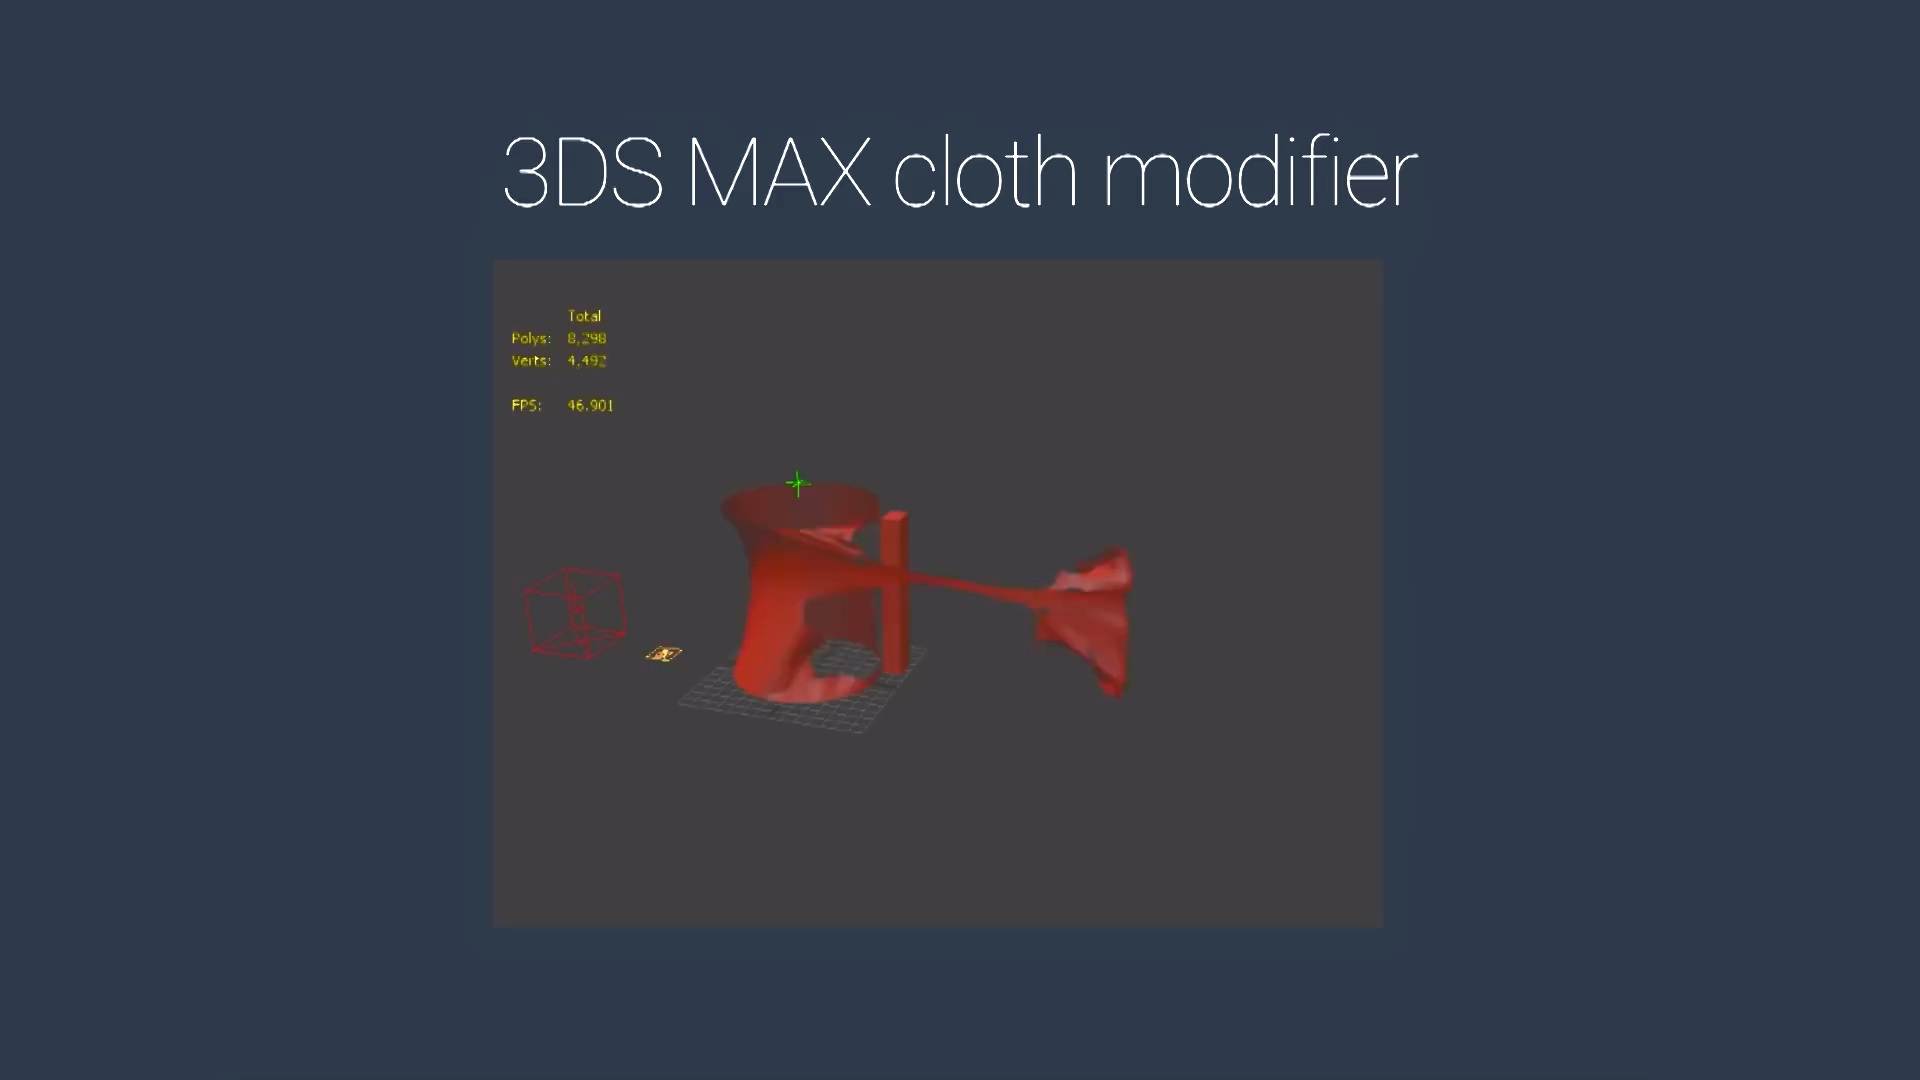 3DS MAX cloth modifier
Total
Polys: 8,298
Verts: 4,492
FPS: 46.901